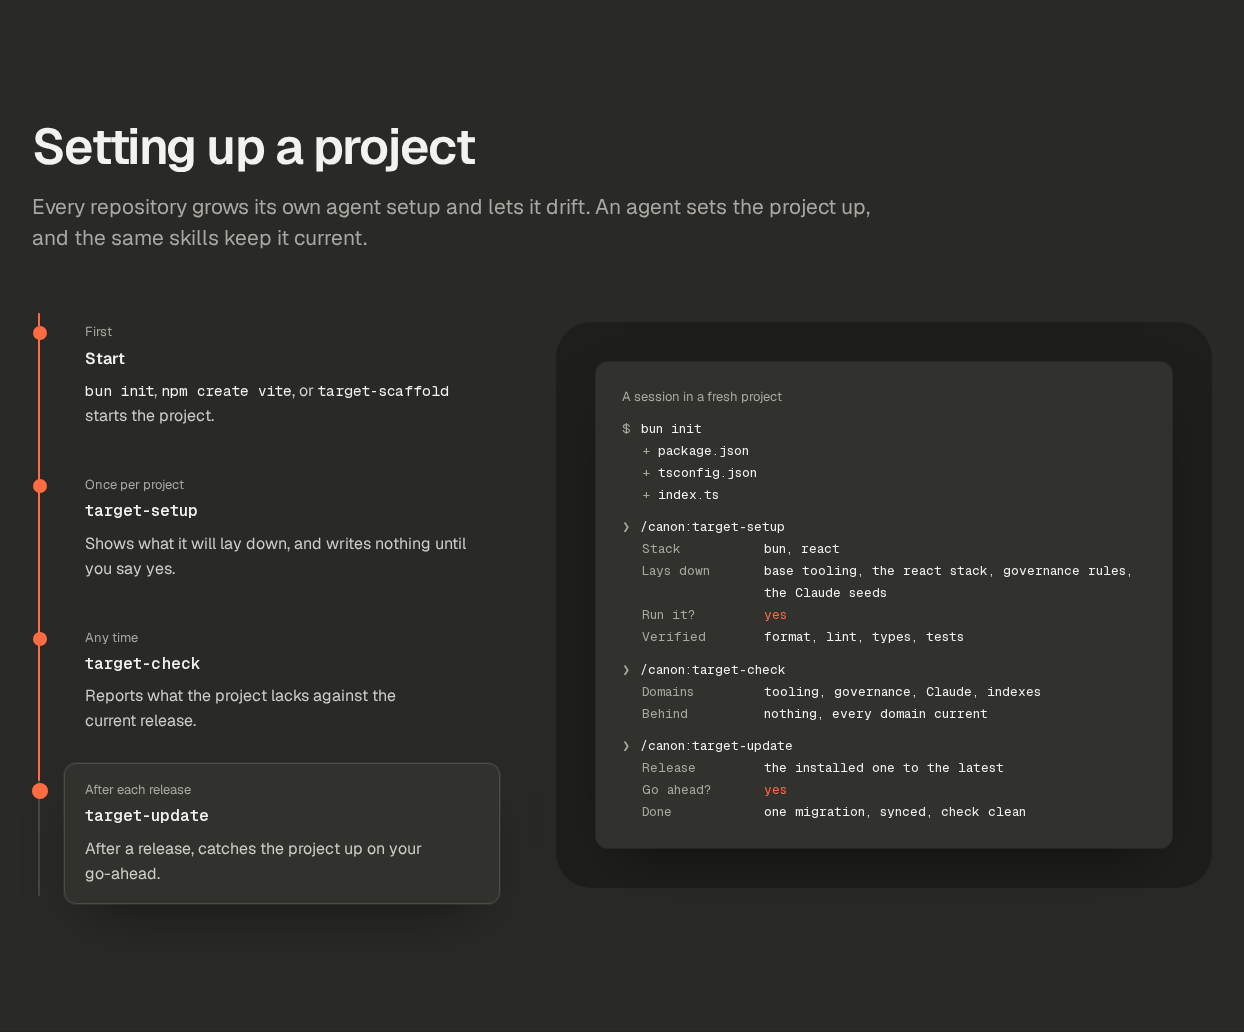 Setting up a project
Every repository grows its own agent setup and lets it drift. An agent sets the project up,
and the same skills keep it current.
First
Start
bun init, npm create vite, or target-scaffold
starts the project.
Once per project
target-setup
Shows what it will lay down, and writes nothing until
you say yes.
Any time
target-check
Reports what the project lacks against the
current release.
After each release
target-update
After a release, catches the project up on your
go-ahead.
A session in a fresh project
$ bun init
+ package.json
+ tsconfig.json
+ index.ts
❯ /canon:target-setup
Stack bun, react
Lays down base tooling, the react stack, governance rules,
the Claude seeds
Run it? yes
Verified format, lint, types, tests
❯ /canon:target-check
Domains tooling, governance, Claude, indexes
Behind nothing, every domain current
❯ /canon:target-update
Release the installed one to the latest
Go ahead? yes
Done one migration, synced, check clean